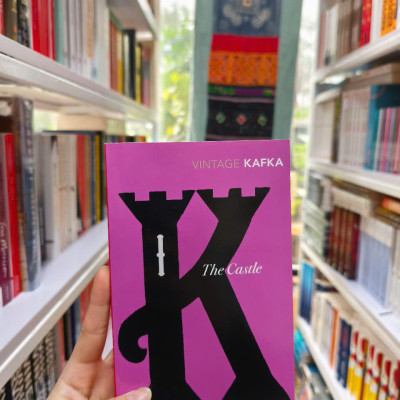 VINTAGE KAFKA
K
The Castle